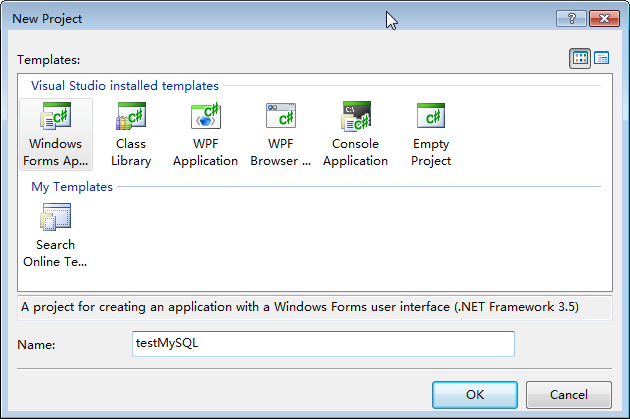 New Project
Templates:
Visual Studio installed templates
Windows Forms Ap...
Class Library
WPF Application
WPF Browser ...
Console Application
Empty Project
My Templates
Search Online Te...
A project for creating an application with a Windows Forms user interface (.NET Framework 3.5)
Name:
testMySQL
OK
Cancel